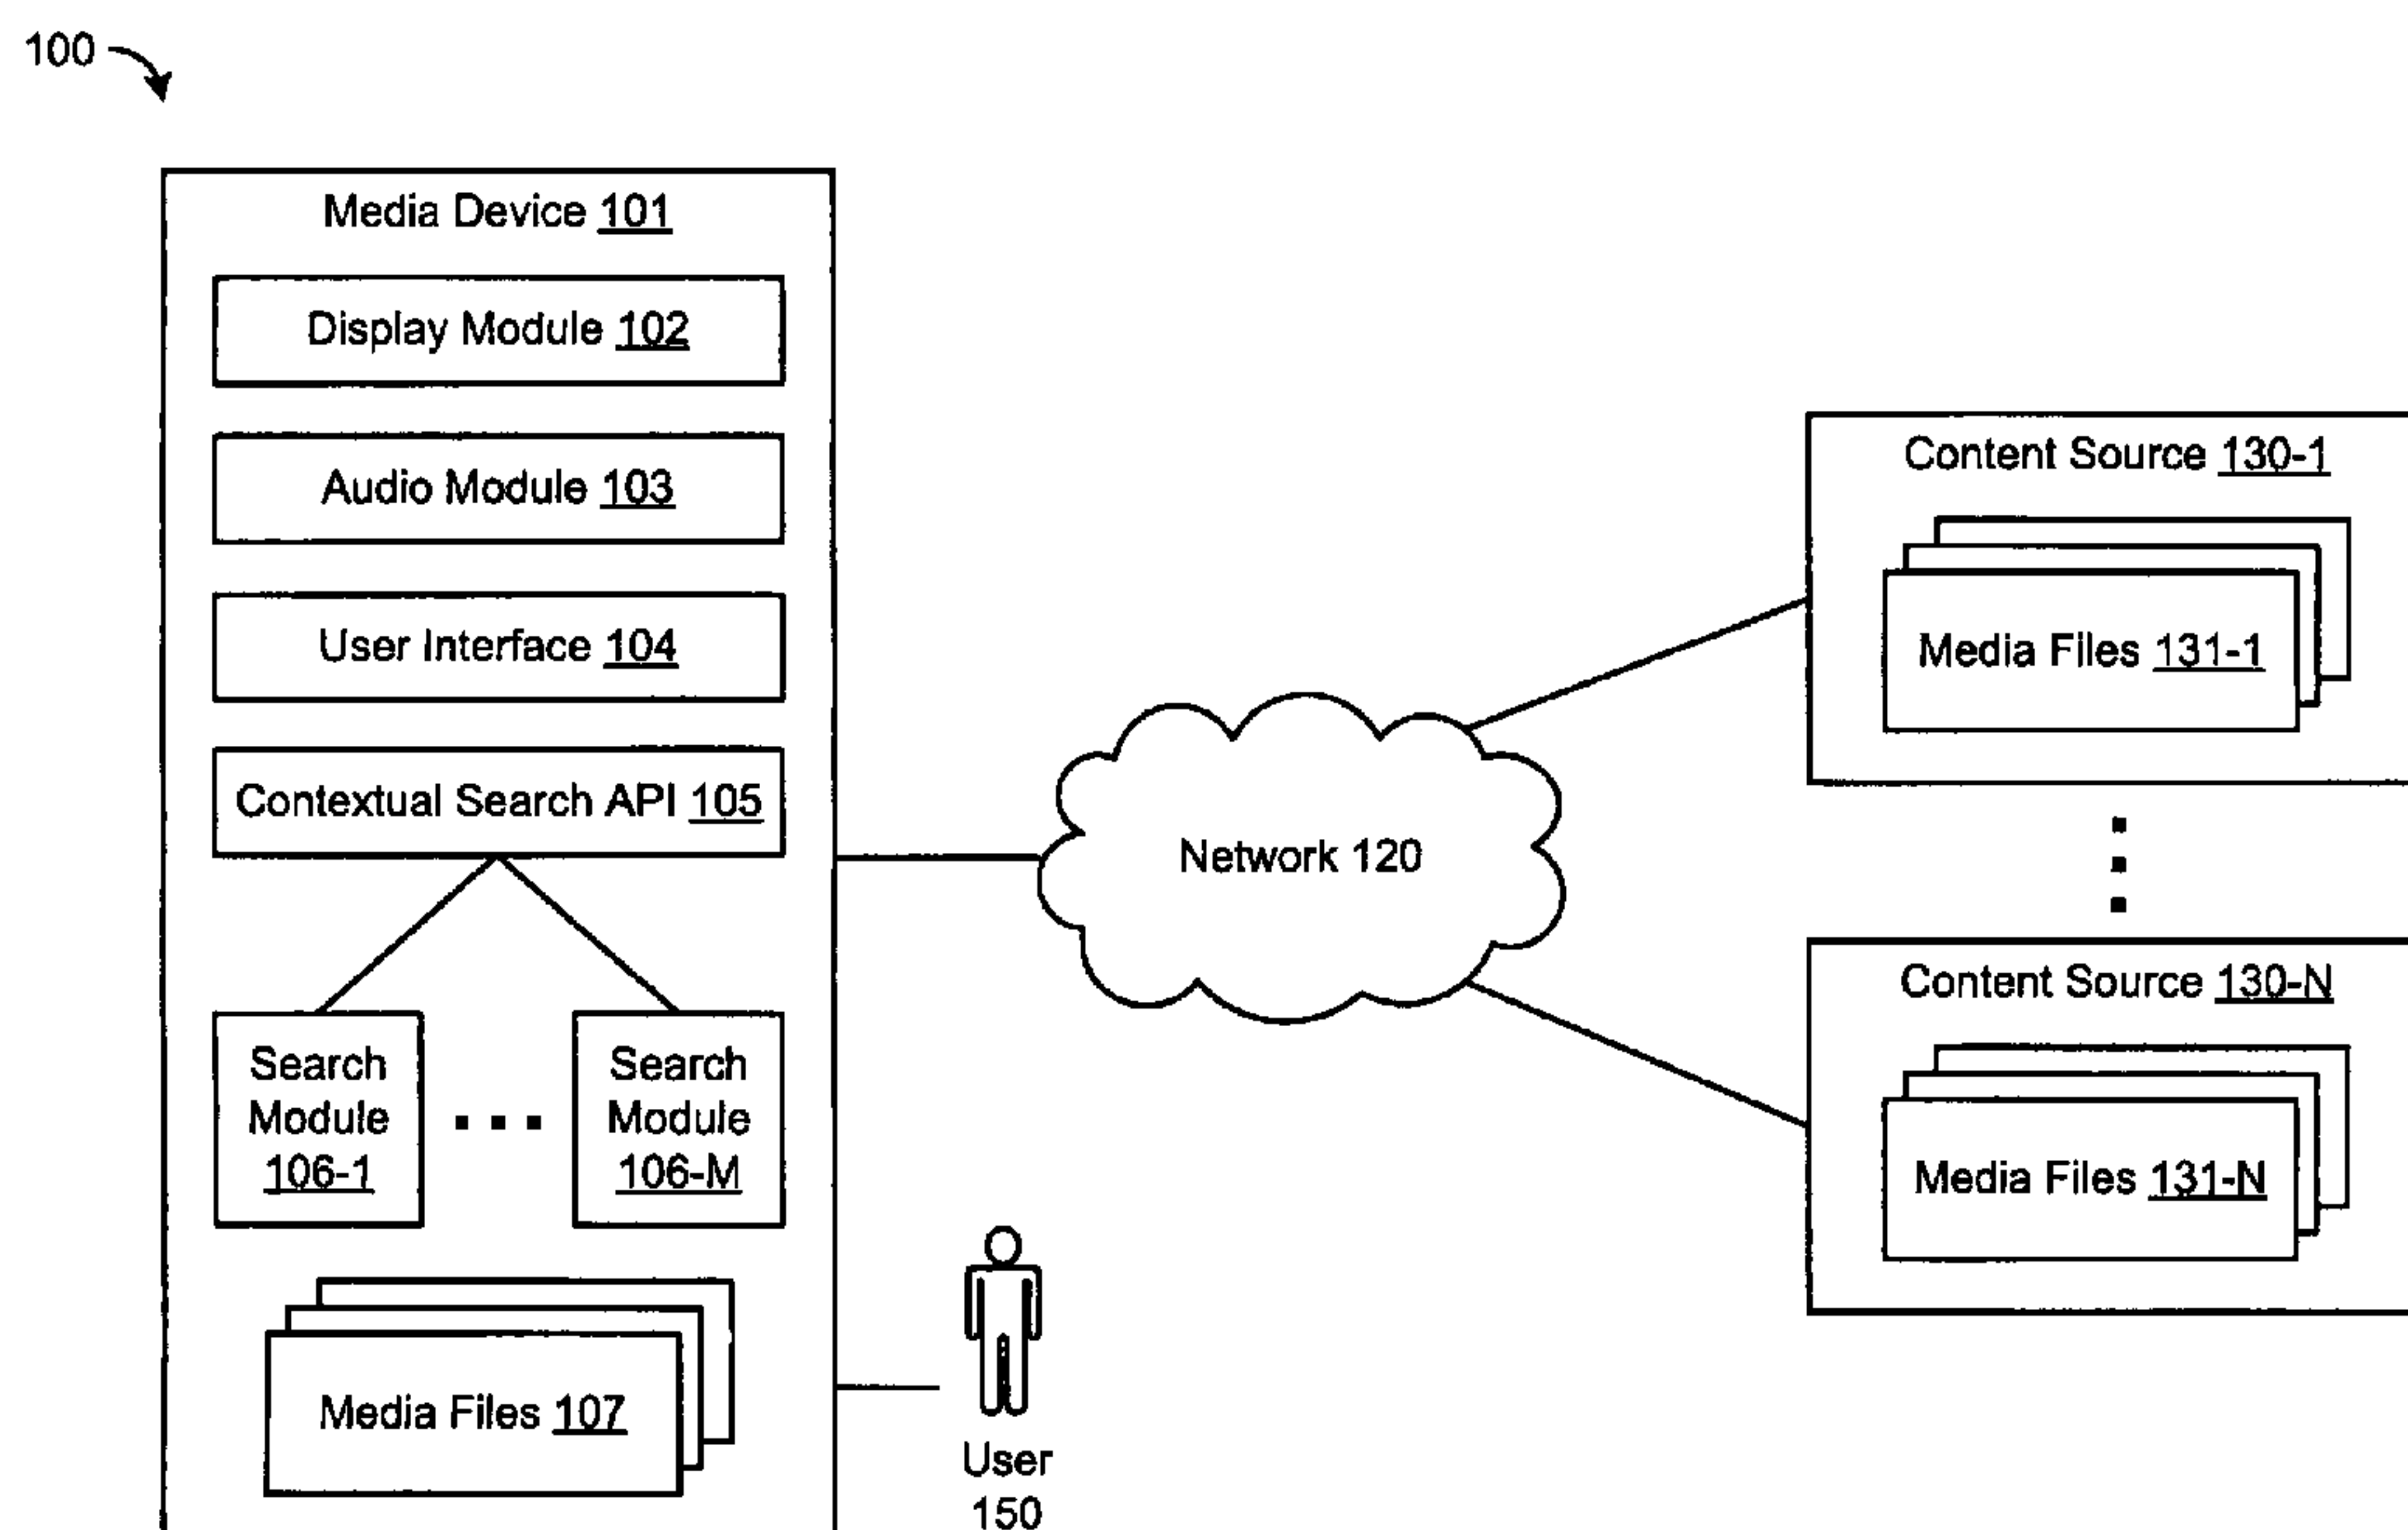 100
Media Device 101
Display Module 102
Audio Module 103
User Interface 104
Contextual Search API 105
Search
Module
106-1
Search
Module
106-M
Media Files 107
User
150
Network 120
Content Source 130-1
Media Files 131-1
Content Source 130-N
Media Files 131-N